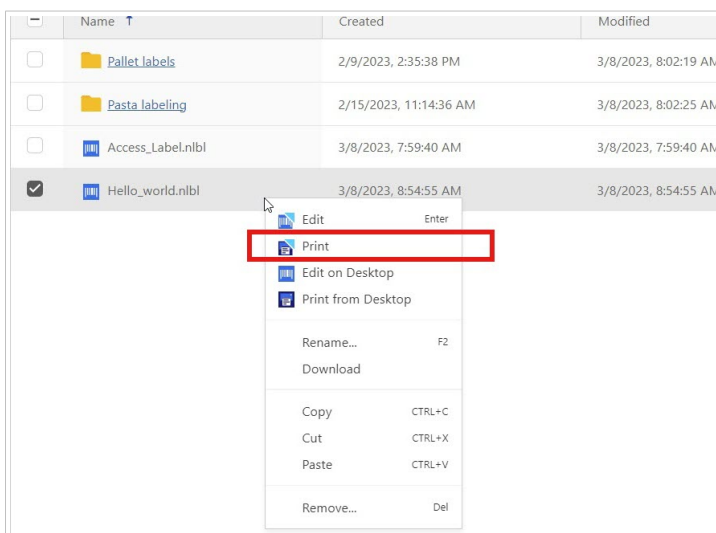 Name Created Modified
Pallet labels 2/9/2023, 2:35:38 PM 3/8/2023, 8:02:19 AM
Pasta labeling 2/15/2023, 11:14:36 AM 3/8/2023, 8:02:25 AM
Access_Label.nlbl 3/8/2023, 7:59:40 AM 3/8/2023, 7:59:40 AM
Hello_world.nlbl 3/8/2023, 8:54:55 AM 3/8/2023, 8:54:55 AM
Edit Enter
Print
Edit on Desktop
Print from Desktop
Rename... F2
Download
Copy CTRL+C
Cut CTRL+X
Paste CTRL+V
Remove... Del